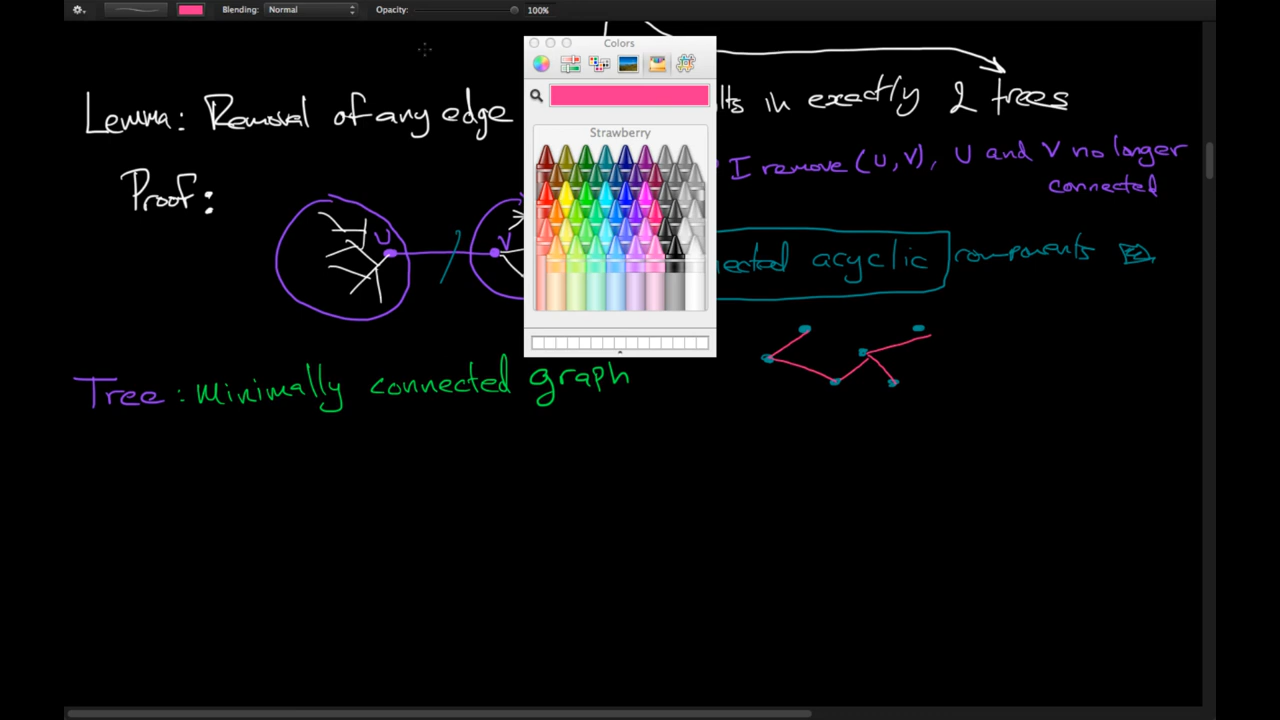 Blending: Normal Opacity: 100%
Colors
Lemma: Removal of any edge lts in exactly 2 trees
Strawberry
I remove (U,V), U and V no longer
connected
Proof:
U V
nected acyclic components
Tree: Minimally connected graph